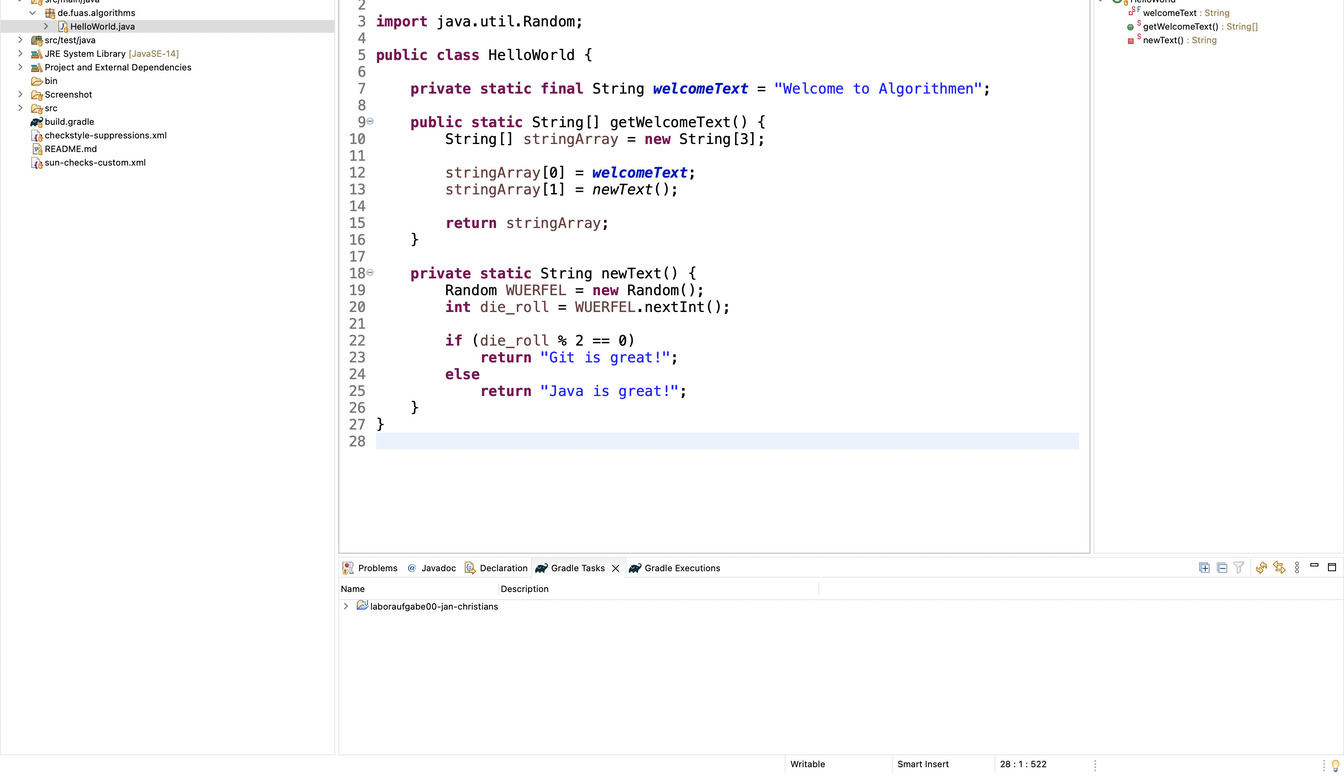 src/main/java
de.fuas.algorithms
HelloWorld.java
src/test/java
JRE System Library [JavaSE-14]
Project and External Dependencies
bin
Screenshot
src
build.gradle
checkstyle-suppressions.xml
README.md
sun-checks-custom.xml
2
3 import java.util.Random;
4
5 public class HelloWorld {
6
7 private static final String welcomeText = "Welcome to Algorithmen";
8
9 public static String[] getWelcomeText() {
10 String[] stringArray = new String[3];
11
12 stringArray[0] = welcomeText;
13 stringArray[1] = newText();
14
15 return stringArray;
16 }
17
18 private static String newText() {
19 Random WUERFEL = new Random();
20 int die_roll = WUERFEL.nextInt();
21
22 if (die_roll % 2 == 0)
23 return "Git is great!";
24 else
25 return "Java is great!";
26 }
27 }
28
HelloWorld
welcomeText : String
getWelcomeText() : String[]
newText() : String
Problems Javadoc Declaration Gradle Tasks Gradle Executions
Name Description
laboraufgabe00-jan-christians
Writable Smart Insert 28 : 1 : 522